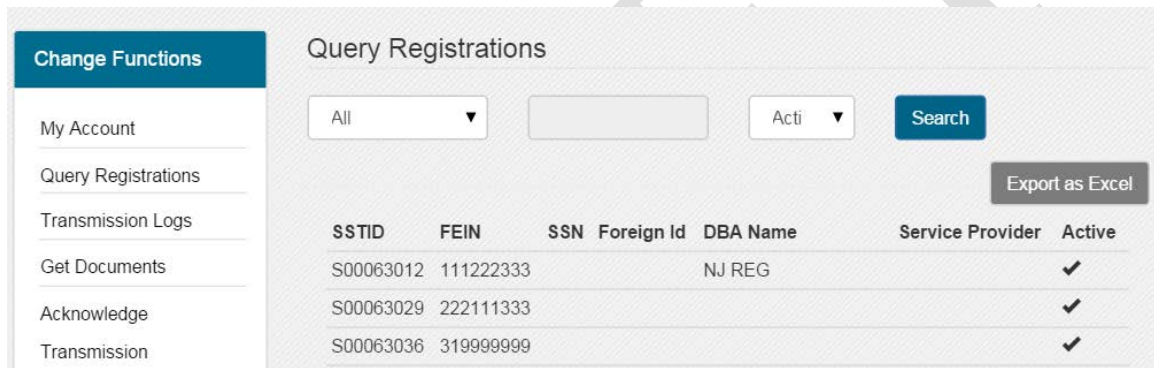 Change Functions
My Account
Query Registrations
Transmission Logs
Get Documents
Acknowledge
Transmission
Query Registrations
All Acti Search
Export as Excel
SSTID FEIN SSN Foreign Id DBA Name Service Provider Active
S00063012 111222333 NJ REG ✔
S00063029 222111333 ✔
S00063036 319999999 ✔